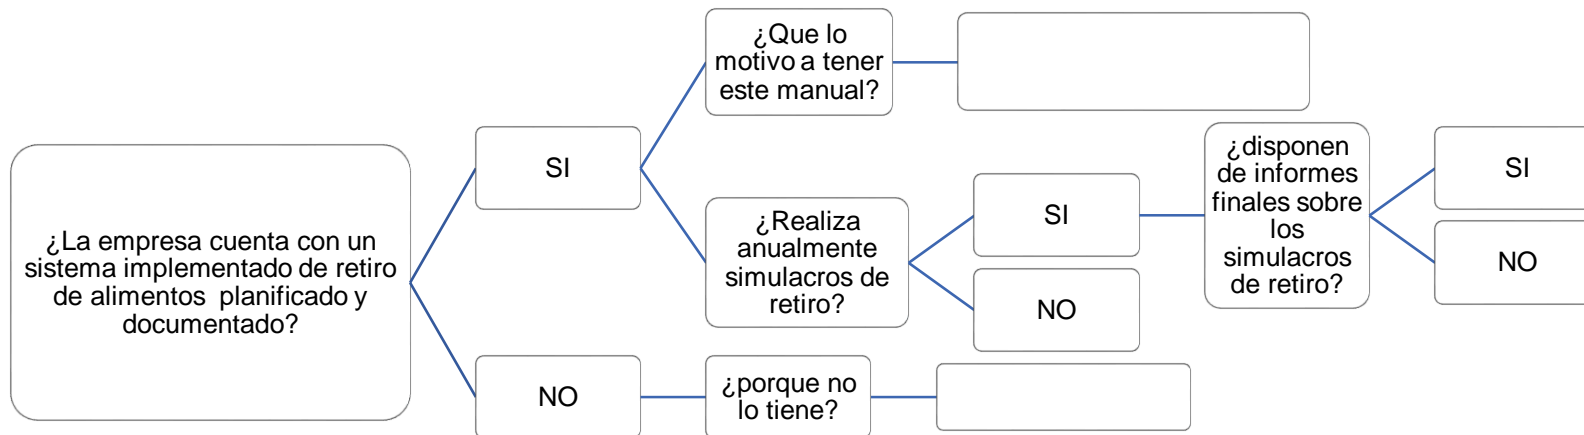 ¿La empresa cuenta con un
sistema implementado de retiro
de alimentos planificado y
documentado?
SI
¿Que lo
motivo a tener
este manual?
¿Realiza
anualmente
simulacros de
retiro?
SI
¿disponen
de informes
finales sobre
los
simulacros
de retiro?
SI
NO
NO
NO
¿porque no
lo tiene?